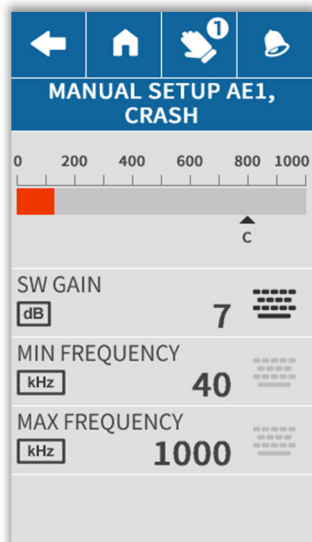 1
MANUAL SETUP AE1,
CRASH
0 200 400 600 800 1000
C
SW GAIN
dB 7
MIN FREQUENCY
kHz 40
MAX FREQUENCY
kHz 1000